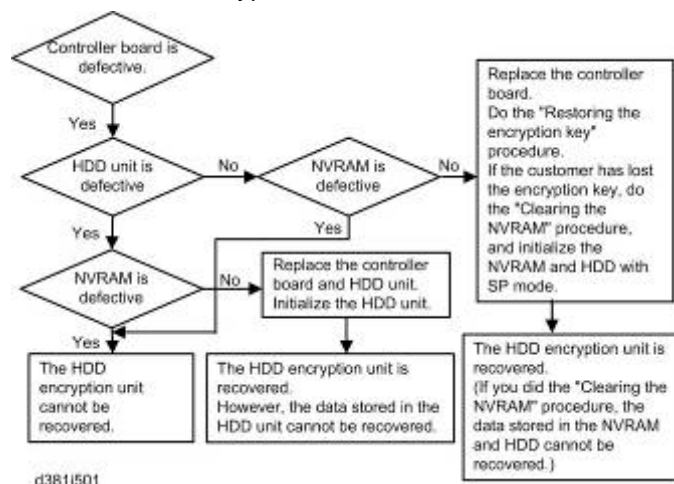 Controller board is
defective.
Yes
HDD unit is
defective
No
NVRAM is
defective
No
Replace the controller
board.
Do the "Restoring the
encryption key"
procedure.
If the customer has lost
the encryption key, do
the "Clearing the
NVRAM" procedure,
and initialize the
NVRAM and HDD with
SP mode.
Yes
Yes
NVRAM is
defective
No
Replace the controller
board and HDD unit.
Initialize the HDD unit.
Yes
The HDD
encryption unit
cannot be
recovered.
The HDD encryption unit is
recovered.
However, the data stored in the
HDD unit cannot be recovered.
The HDD encryption unit is
recovered.
(If you did the "Clearing the
NVRAM" procedure, the
data stored in the NVRAM
and HDD cannot be
recovered.)
d381i501